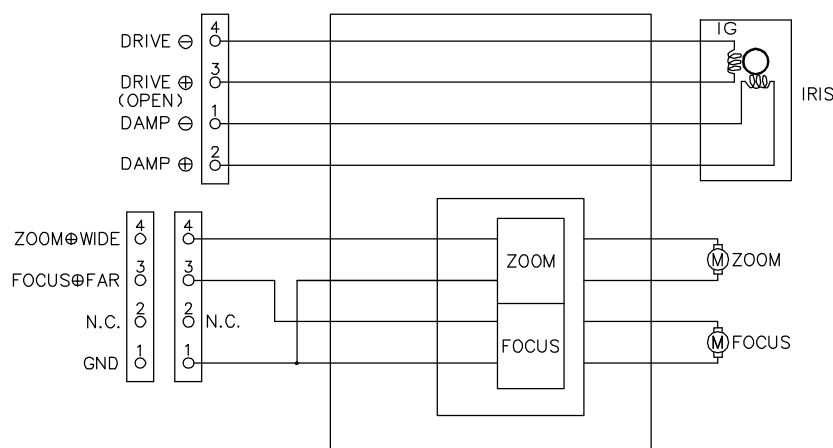 DRIVE ⊖
4
IG
DRIVE ⊕
3
(OPEN)
IRIS
DAMP ⊖
1
DAMP ⊕
2
ZOOM⊕WIDE
4
4
ZOOM
M
ZOOM
FOCUS⊕FAR
3
3
N.C.
2
2
N.C.
FOCUS
M
FOCUS
GND
1
1